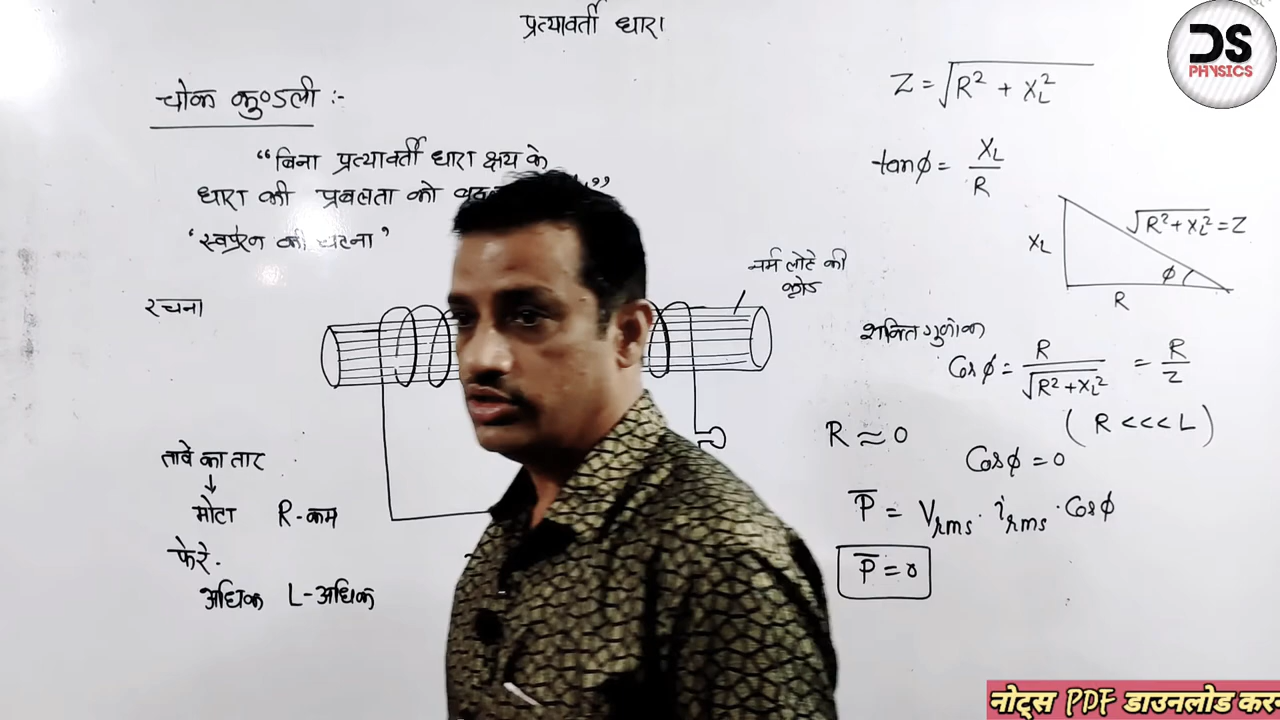 प्रत्यावर्ती धारा
DS
PHYSICS
चोक कुण्डली :-
“बिना प्रत्यावर्ती धारा क्षय के
धारा की प्रबलता को
‘स्वप्रेरण की घटना’
रचना
नर्म लोहे की
क्रोड
तांबे का तार
↓
मोटा R-कम
फेरे.
अधिक L-अधिक
Z = √R² + X_L²
tanϕ = X_L / R
X_L
√R²+X_L² = Z
ϕ
R
शक्ति गुणांक
Cosϕ = R / √R²+X_L² = R / Z
(R <<< L)
R ≈ 0
Cosϕ = 0
P̅ = V_rms · i_rms · Cosϕ
P̅ = 0
नोट्स PDF डाउनलोड